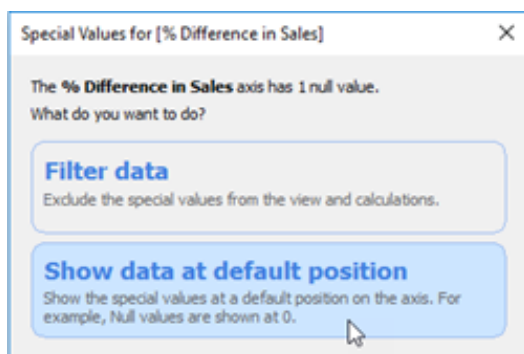 Special Values for [% Difference in Sales]
The % Difference in Sales axis has 1 null value.
What do you want to do?
Filter data
Exclude the special values from the view and calculations.
Show data at default position
Show the special values at a default position on the axis. For
example, Null values are shown at 0.